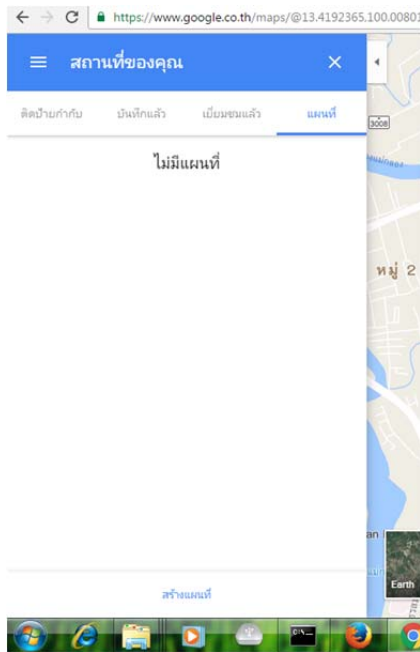 https://www.google.co.th/maps/@13.4192365,100.0080
สถานที่ของคุณ
ติดป้ายกำกับ บันทึกแล้ว เยี่ยมชมแล้ว แผนที่
ไม่มีแผนที่
3008
หมู่ 2
Earth
สร้างแผนที่